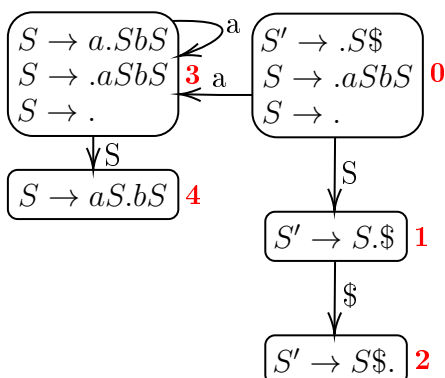 S → a.SbS
S → .aSbS
S → .
3
a
a
S' → .S$
S → .aSbS
S → .
0
S
S → aS.bS
4
S
S' → S.$
1
$
S' → S$.
2